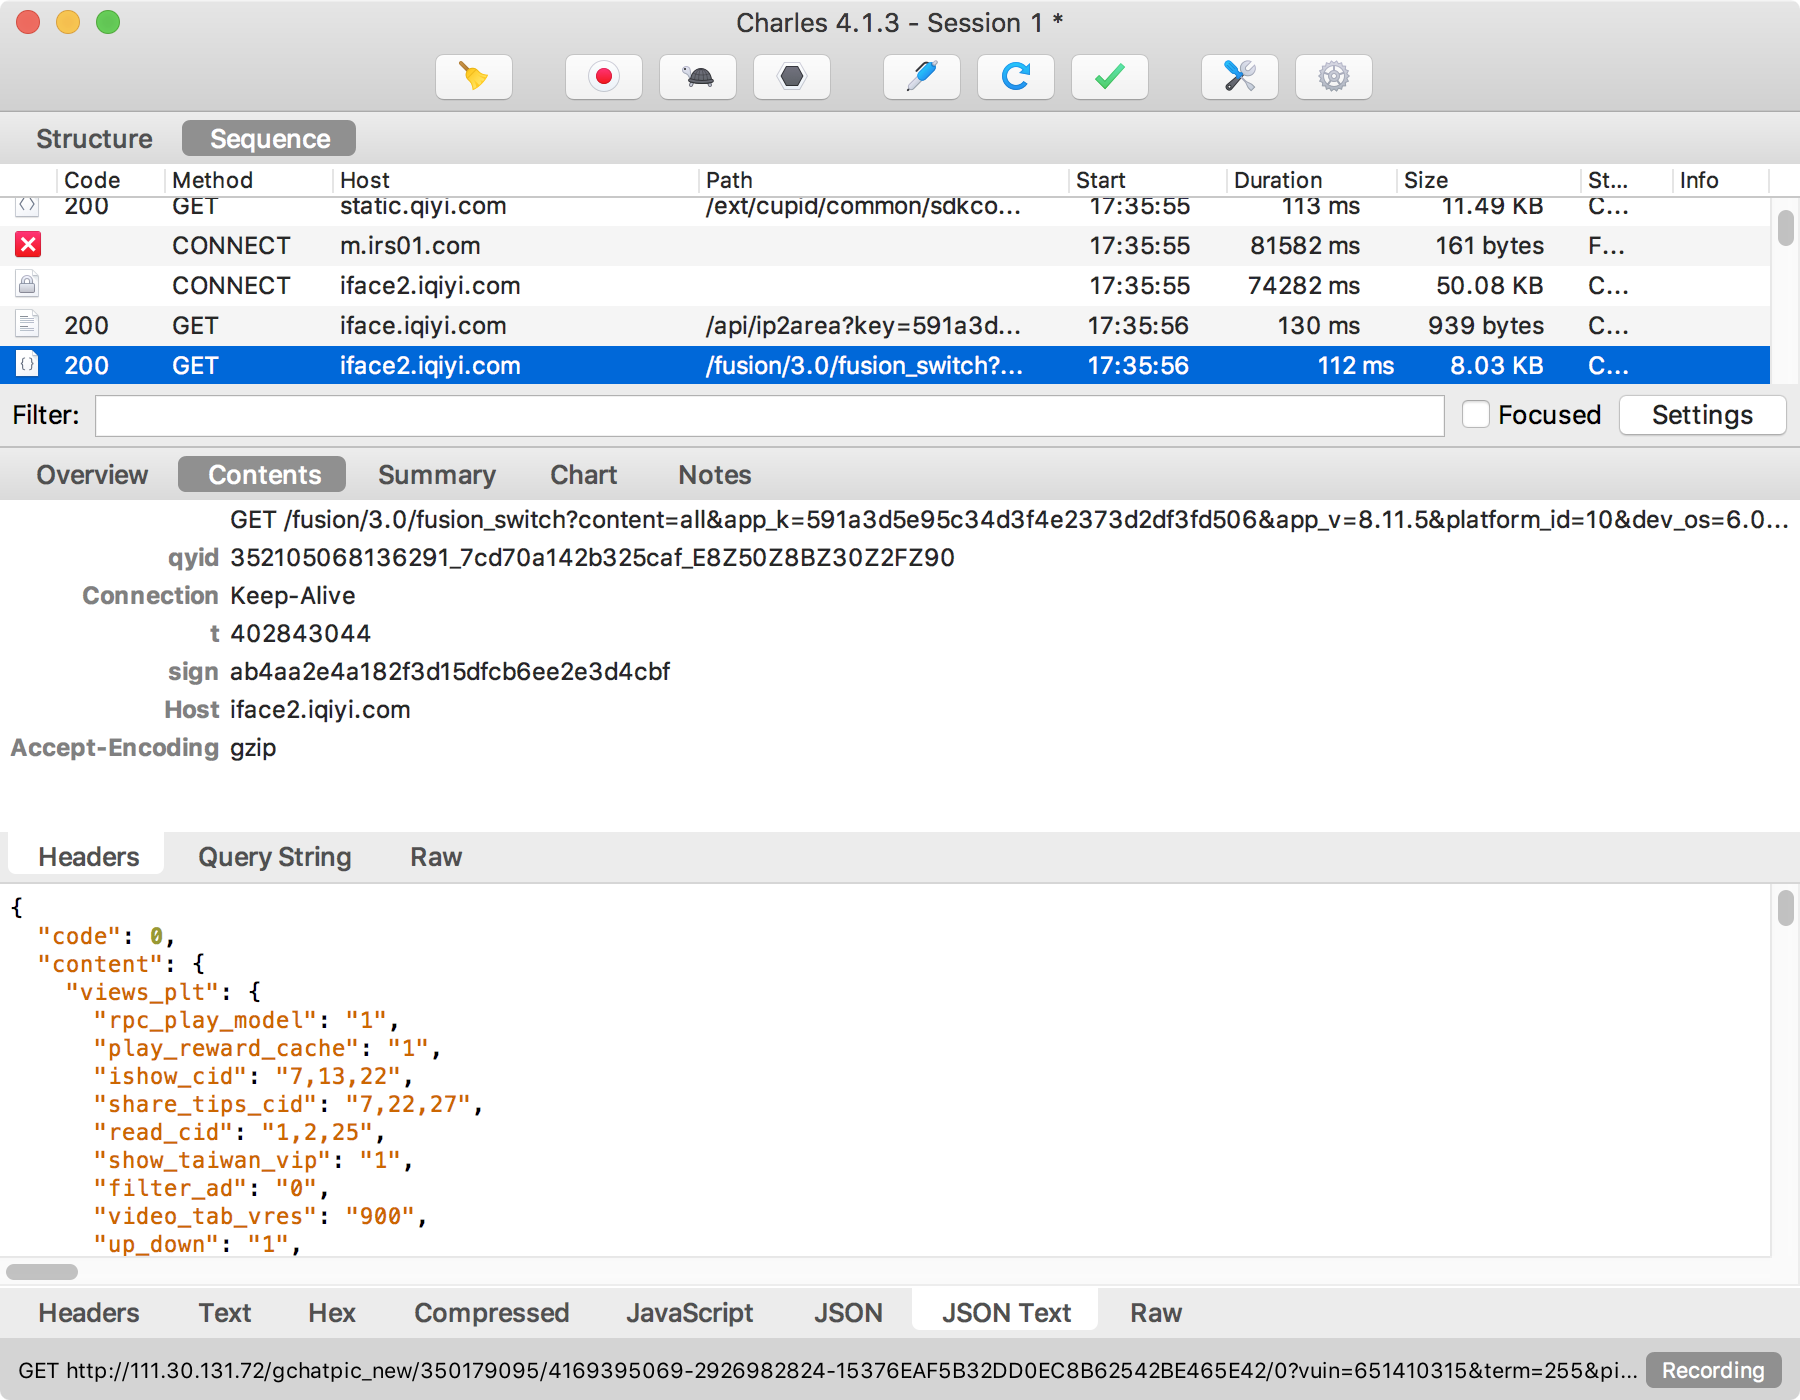 Charles 4.1.3 - Session 1 *
Structure Sequence
Code Method Host Path Start Duration Size St... Info
200 GET static.qiyi.com /ext/cupid/common/sdkco... 17:35:55 113 ms 11.49 KB C...
CONNECT m.irs01.com 17:35:55 81582 ms 161 bytes F...
CONNECT iface2.iqiyi.com 17:35:55 74282 ms 50.08 KB C...
200 GET iface.iqiyi.com /api/ip2area?key=591a3d... 17:35:56 130 ms 939 bytes C...
200 GET iface2.iqiyi.com /fusion/3.0/fusion_switch?... 17:35:56 112 ms 8.03 KB C...
Filter: Focused Settings
Overview Contents Summary Chart Notes
GET /fusion/3.0/fusion_switch?content=all&app_k=591a3d5e95c34d3f4e2373d2df3fd506&app_v=8.11.5&platform_id=10&dev_os=6.0...
qyid 352105068136291_7cd70a142b325caf_E8Z50Z8BZ30Z2FZ90
Connection Keep-Alive
t 402843044
sign ab4aa2e4a182f3d15dfcb6ee2e3d4cbf
Host iface2.iqiyi.com
Accept-Encoding gzip
Headers Query String Raw
{
"code": 0,
"content": {
"views_plt": {
"rpc_play_model": "1",
"play_reward_cache": "1",
"ishow_cid": "7,13,22",
"share_tips_cid": "7,22,27",
"read_cid": "1,2,25",
"show_taiwan_vip": "1",
"filter_ad": "0",
"video_tab_vres": "900",
"up_down": "1",
Headers Text Hex Compressed JavaScript JSON JSON Text Raw
GET http://111.30.131.72/gchatpic_new/350179095/4169395069-2926982824-15376EAF5B32DD0EC8B62542BE465E42/0?vuin=651410315&term=255&pi... Recording